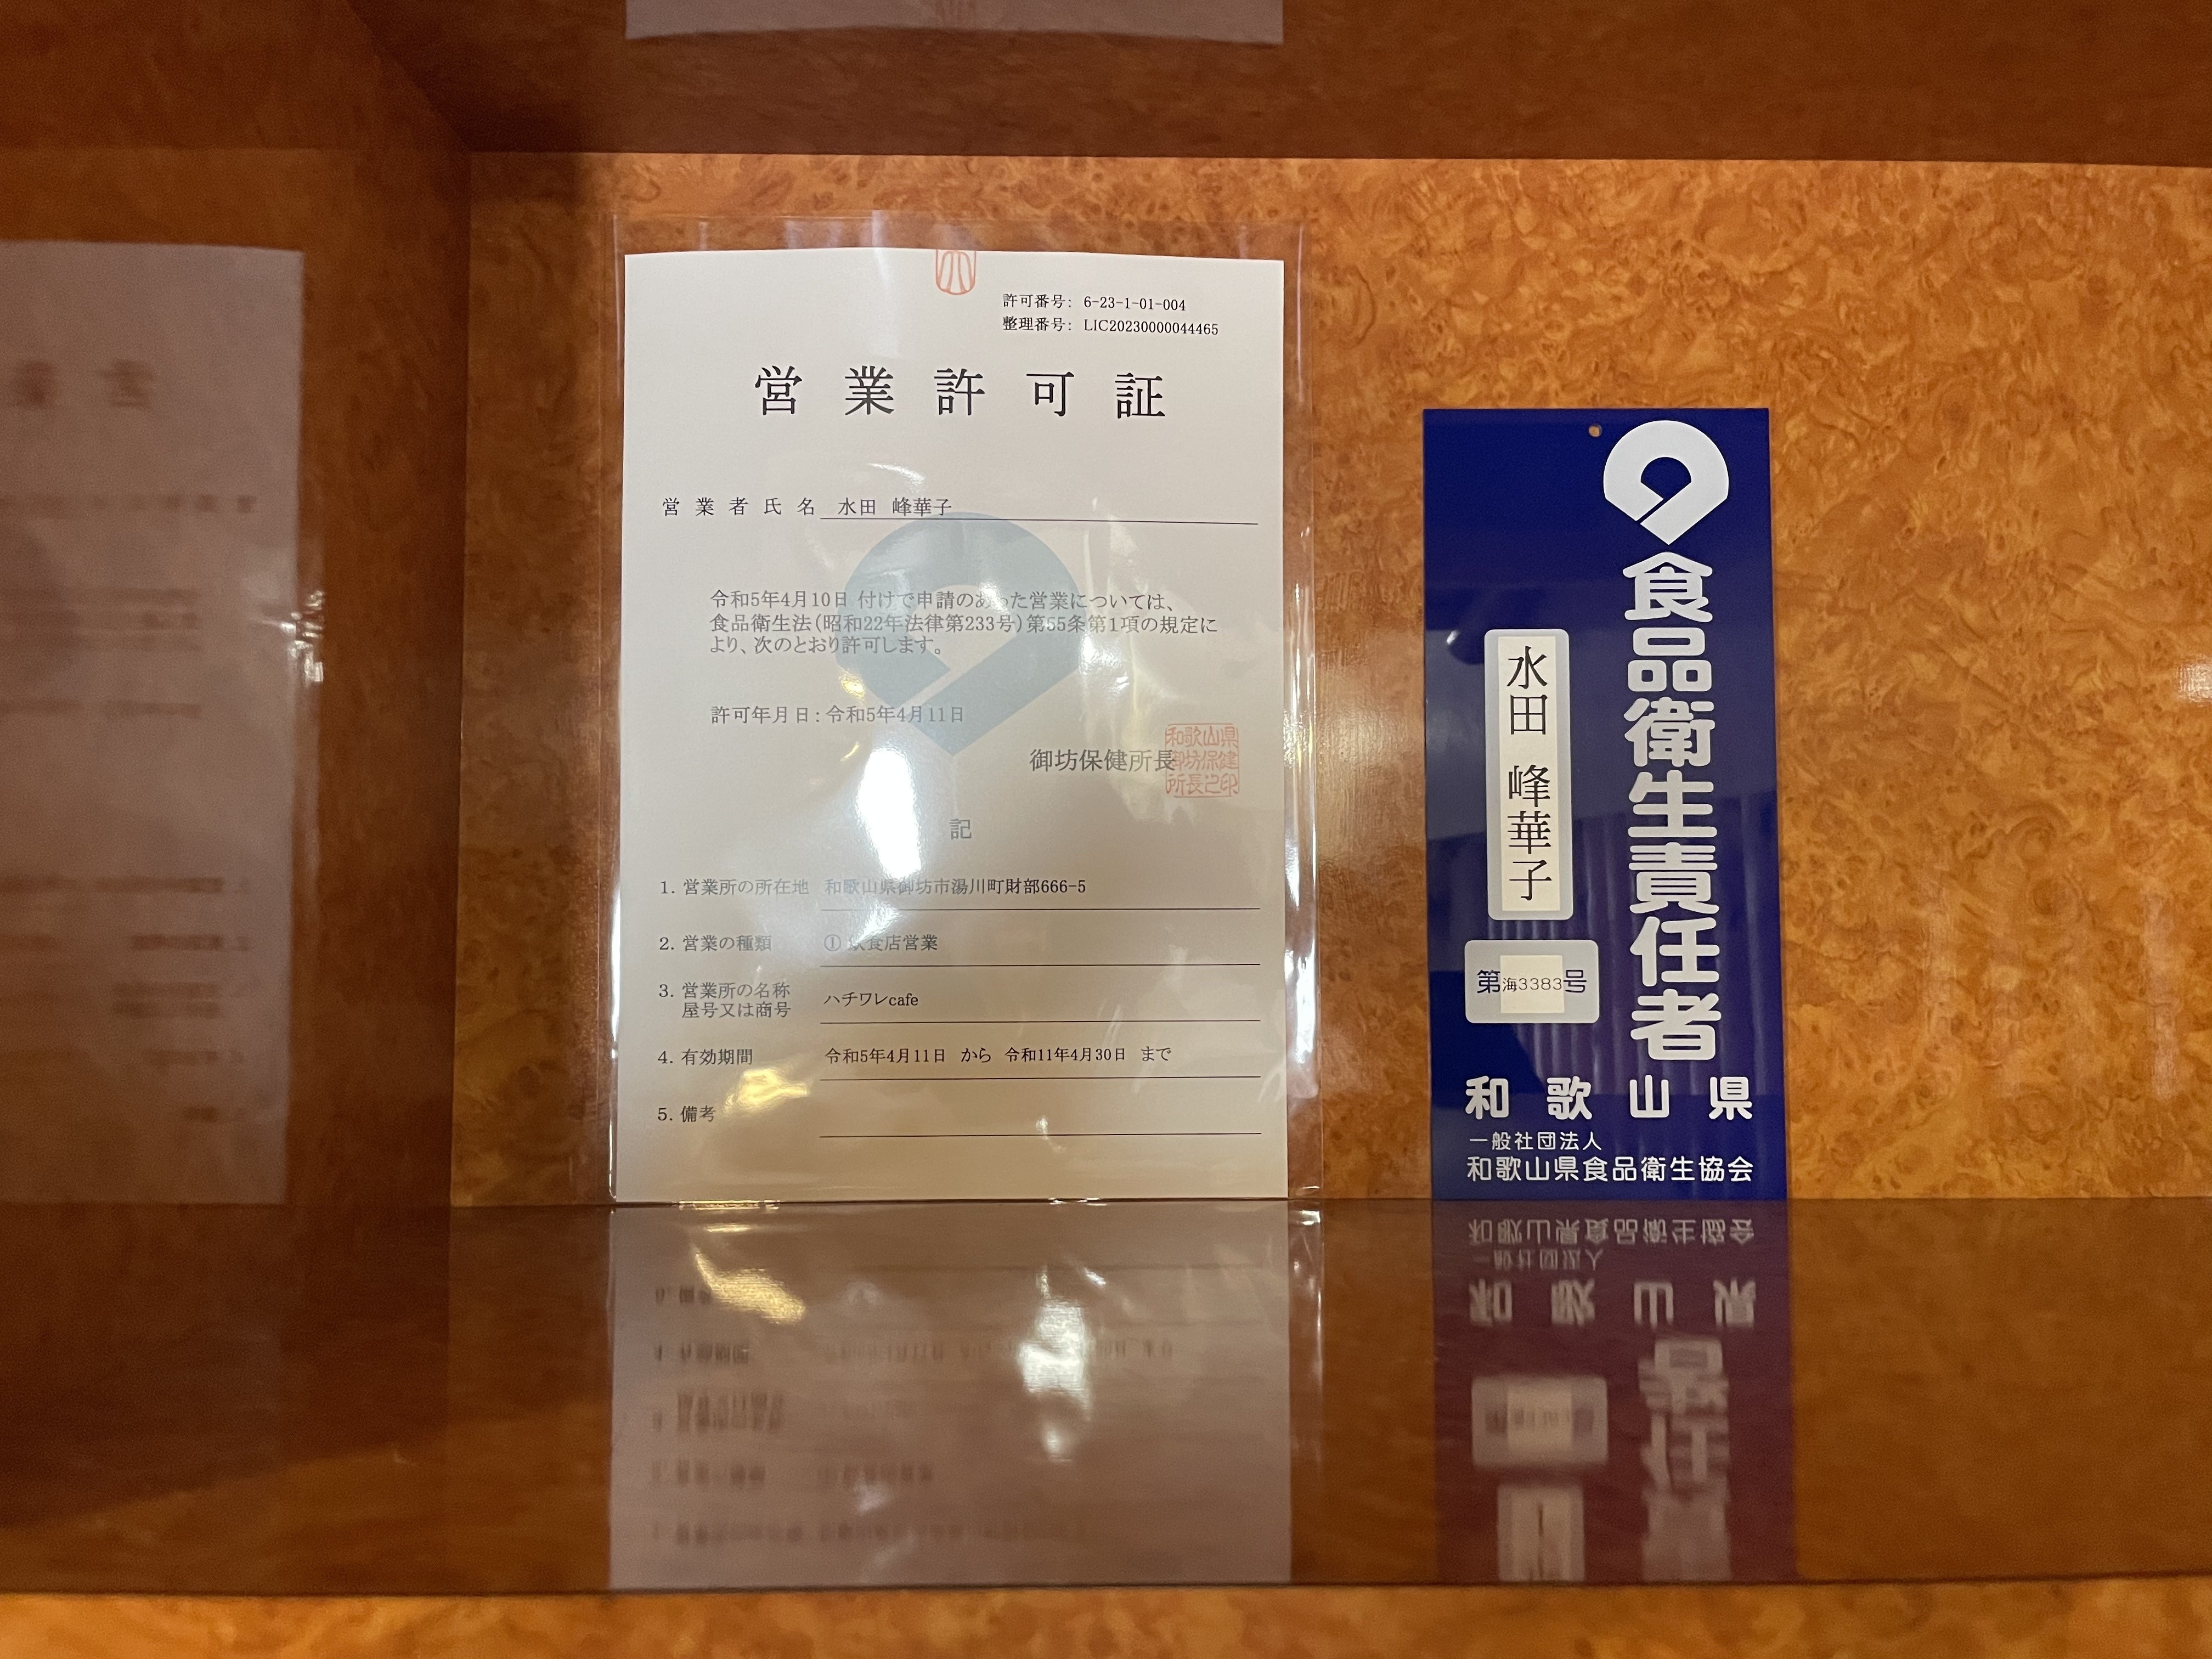 許可番号: 6-23-1-01-004
整理番号: LIC20230000044465
営業許可証
営業者氏名 水田 峰華子
令和5年4月10日 付けで申請のあった営業については、
食品衛生法(昭和22年法律第233号)第55条第1項の規定に
より、次のとおり許可します。
許可年月日:令和5年4月11日
御坊保健所長
和歌山県
御坊保健
所長之印
記
1. 営業所の所在地 和歌山県御坊市湯川町財部666-5
2. 営業の種類 ① 飲食店営業
3. 営業所の名称
屋号又は商号 ハチワレcafe
4. 有効期間 令和5年4月11日 から 令和11年4月30日 まで
5. 備考
食品衛生責任者
水田 峰華子
第海3383号
和歌山県
一般社団法人
和歌山県食品衛生協会